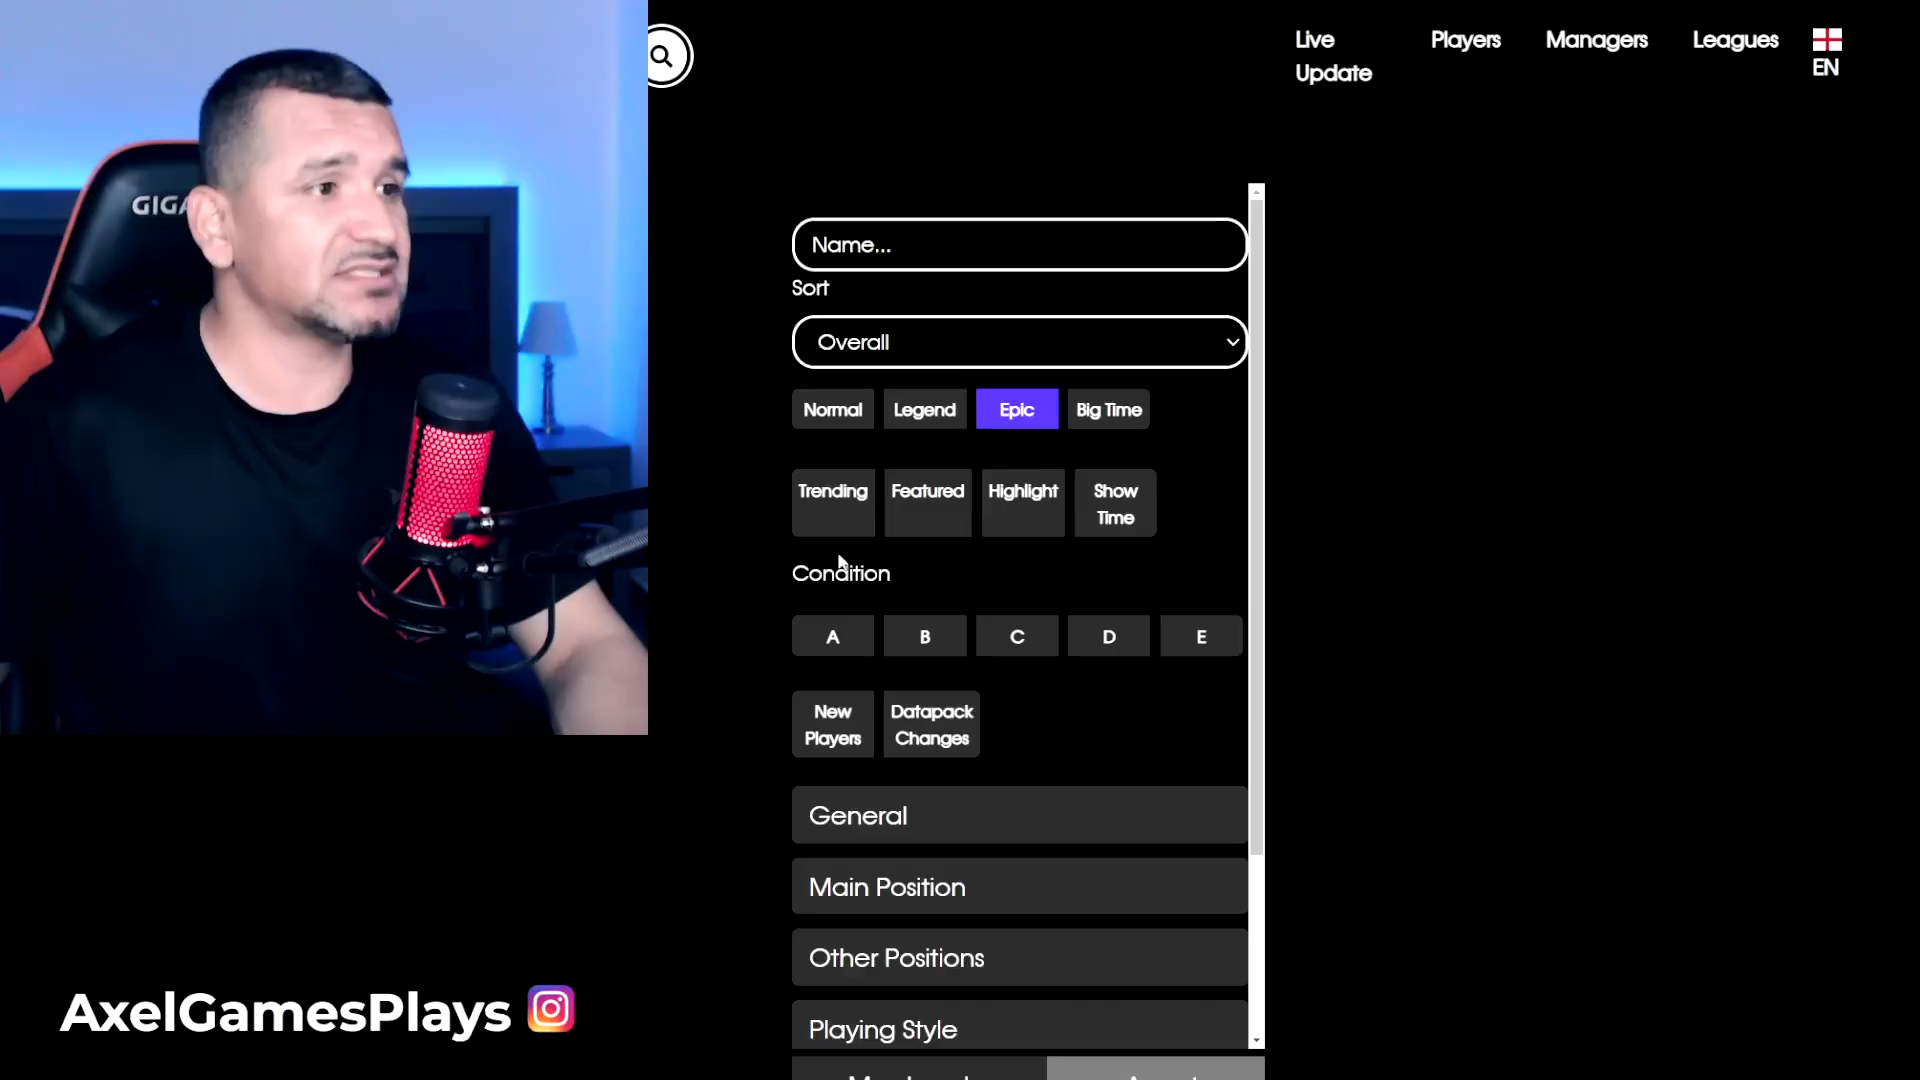 Live
Update
Players
Managers
Leagues
EN
Name...
Sort
Overall
Normal
Legend
Epic
Big Time
Trending
Featured
Highlight
Show
Time
Condition
A
B
C
D
E
New
Players
Datapack
Changes
General
Main Position
Other Positions
Playing Style
AxelGamesPlays